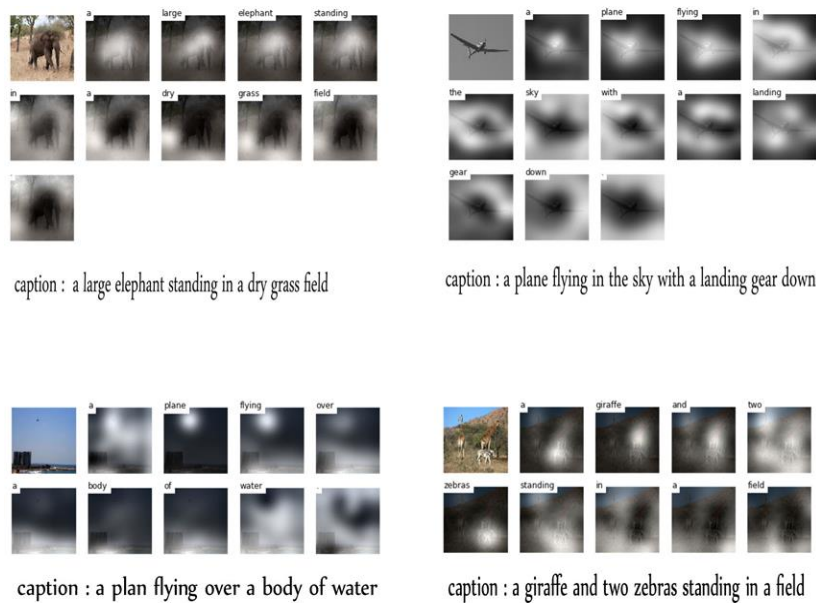 a large elephant standing
in a dry grass field
.
caption : a large elephant standing in a dry grass field
a plane flying in
the sky with a landing
gear down .
caption : a plane flying in the sky with a landing gear down
a plane flying over
a body of water .
caption : a plan flying over a body of water
a giraffe and two
zebras standing in a field
caption : a giraffe and two zebras standing in a field